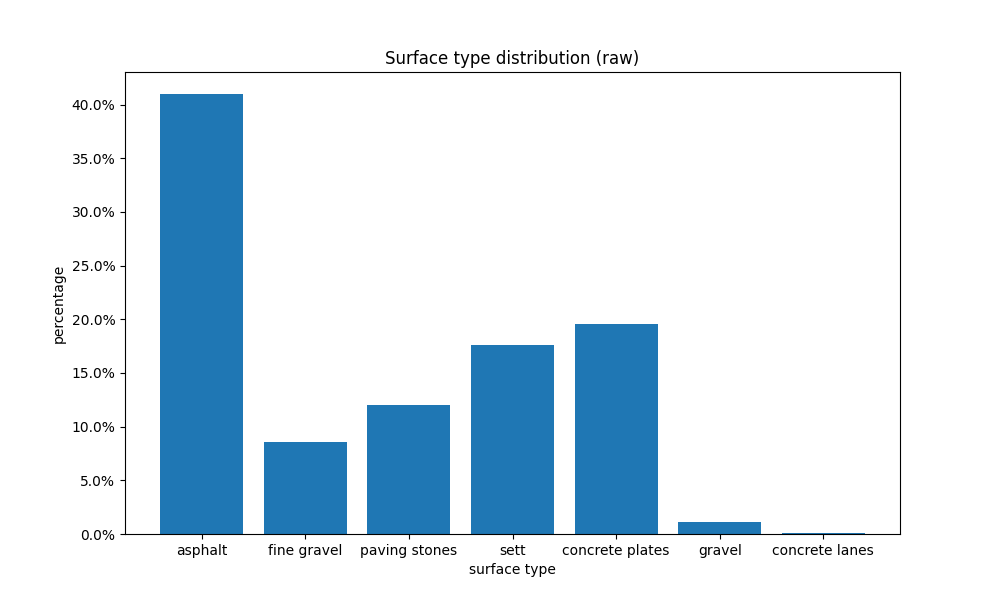 Surface type distribution (raw)
percentage
40.0%
35.0%
30.0%
25.0%
20.0%
15.0%
10.0%
5.0%
0.0%
asphalt fine gravel paving stones sett concrete plates gravel concrete lanes
surface type